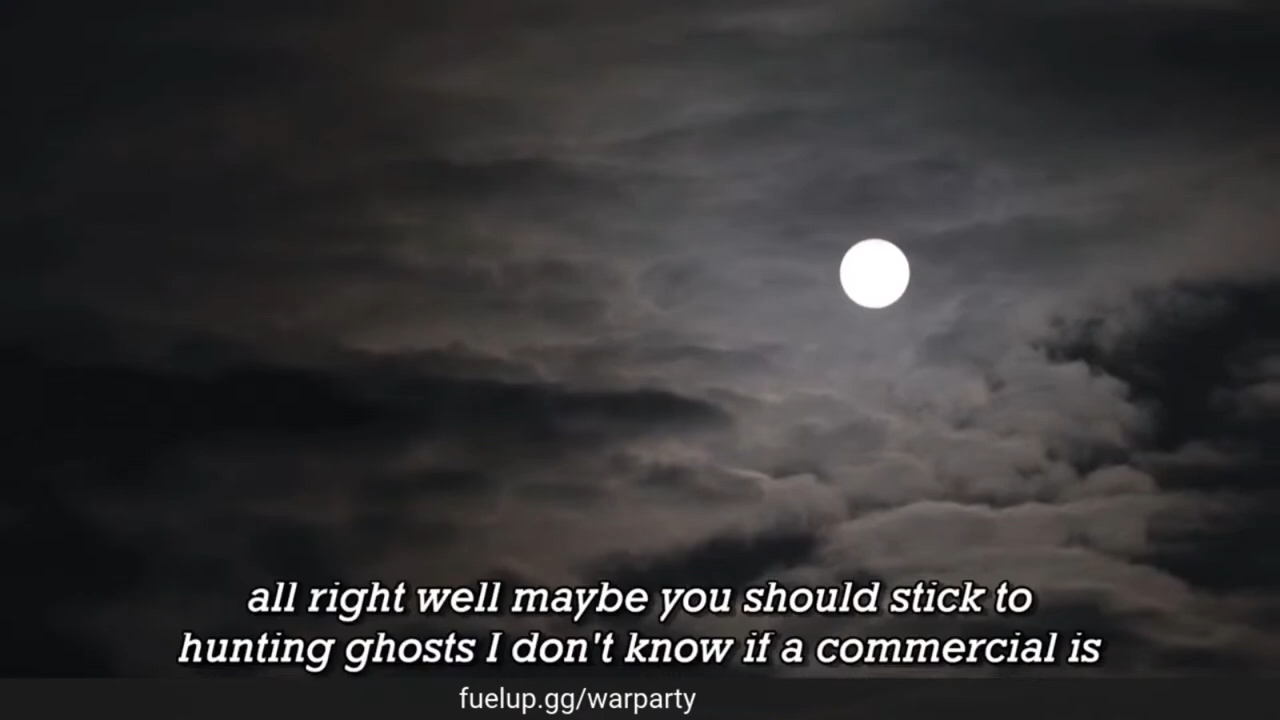 all right well maybe you should stick to
hunting ghosts I don't know if a commercial is
fuelup.gg/warparty